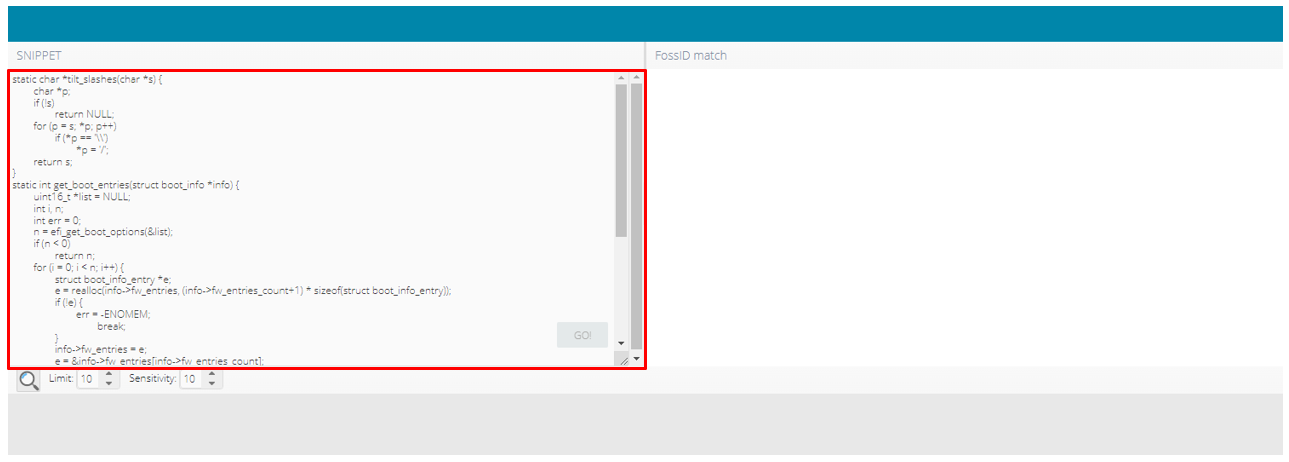 SNIPPET
FossID match
static char *tilt_slashes(char *s) {
char *p;
if (!s)
return NULL;
for (p = s; *p; p++)
if (*p == '\\')
*p = '/';
return s;
}
static int get_boot_entries(struct boot_info *info) {
uint16_t *list = NULL;
int i, n;
int err = 0;
n = efi_get_boot_options(&list);
if (n < 0)
return n;
for (i = 0; i < n; i++) {
struct boot_info_entry *e;
e = realloc(info->fw_entries, (info->fw_entries_count+1) * sizeof(struct boot_info_entry));
if (!e) {
err = -ENOMEM;
break;
}
info->fw_entries = e;
e = &info->fw_entries[info->fw_entries_count];
GO!
Limit: 10 Sensitivity: 10